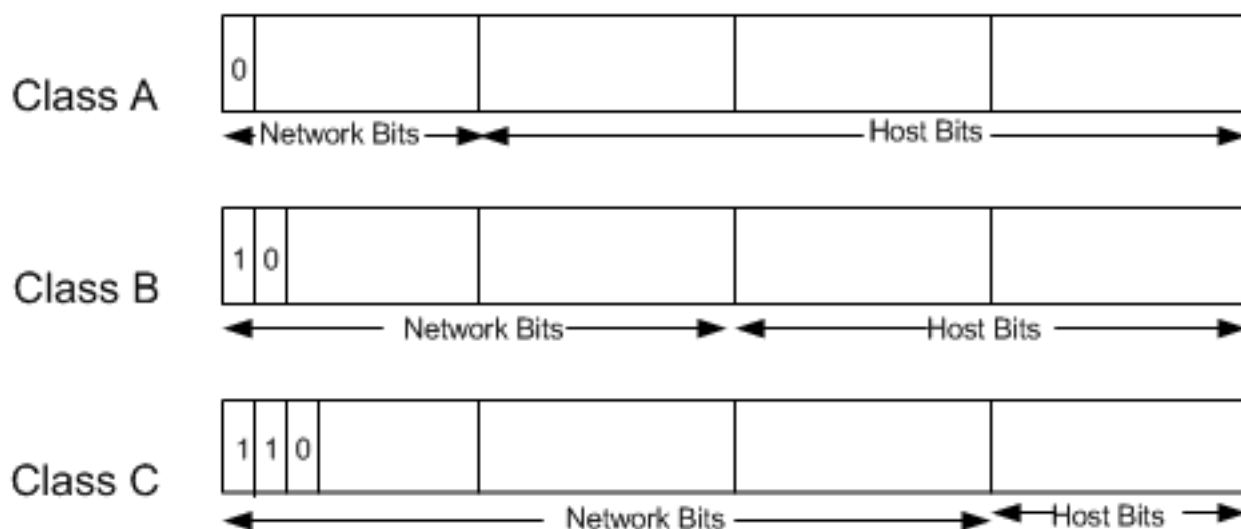 0
Class A
Network Bits Host Bits
1 0
Class B
Network Bits Host Bits
1 1 0
Class C
Network Bits Host Bits